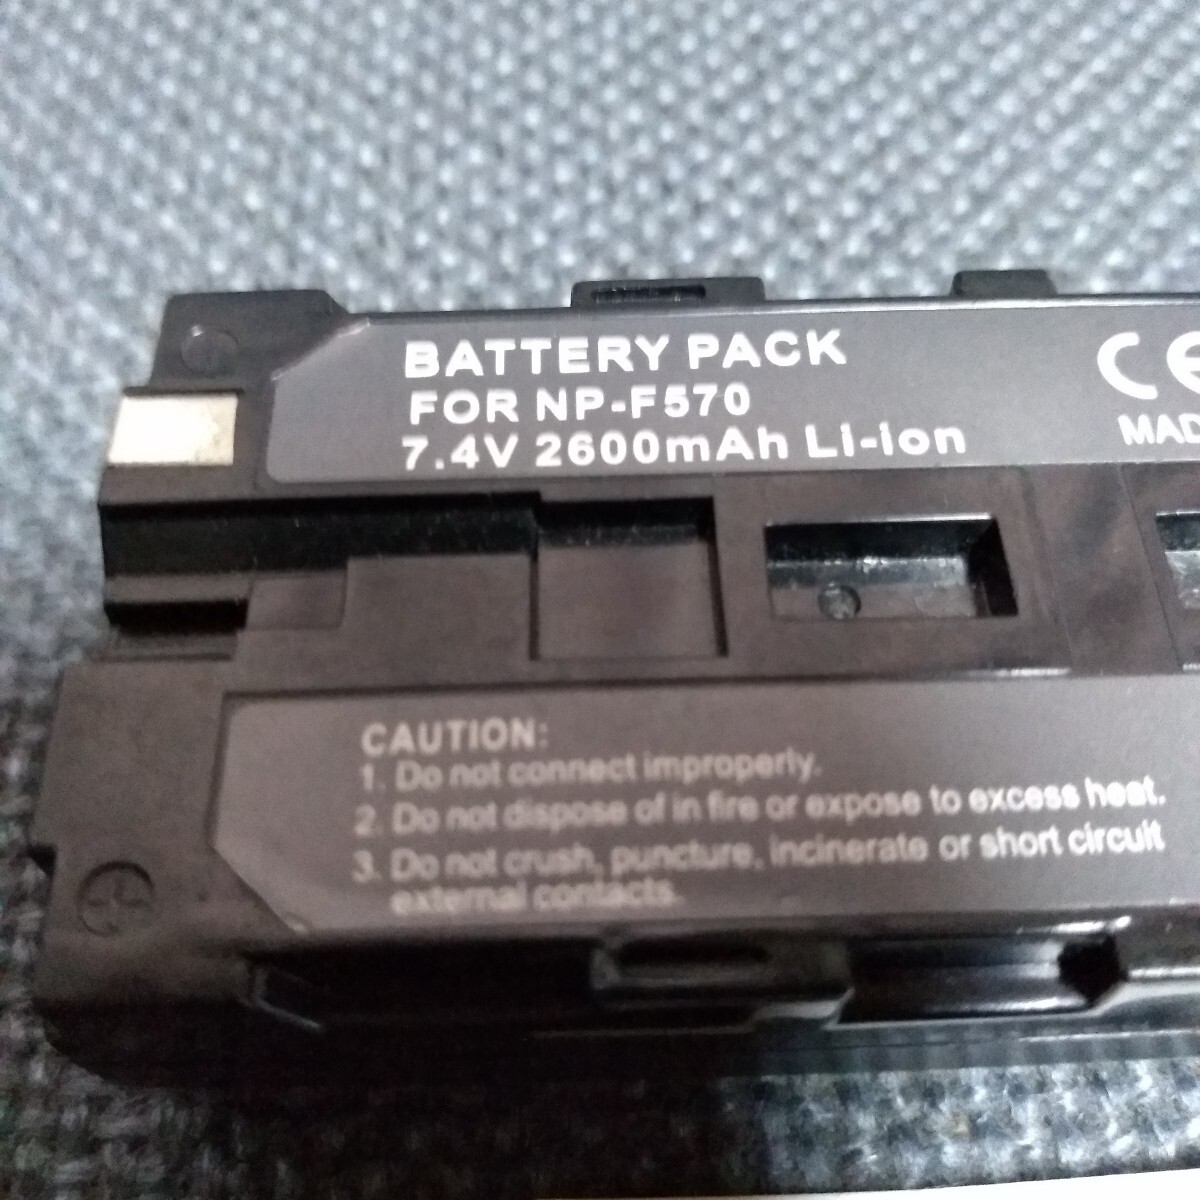 BATTERY PACK
FOR NP-F570
7.4V 2600mAh Li-ion
CE
MAD
CAUTION:
1. Do not connect improperly.
2. Do not dispose of in fire or expose to excess heat.
3. Do not crush, puncture, incinerate or short circuit
external contacts.